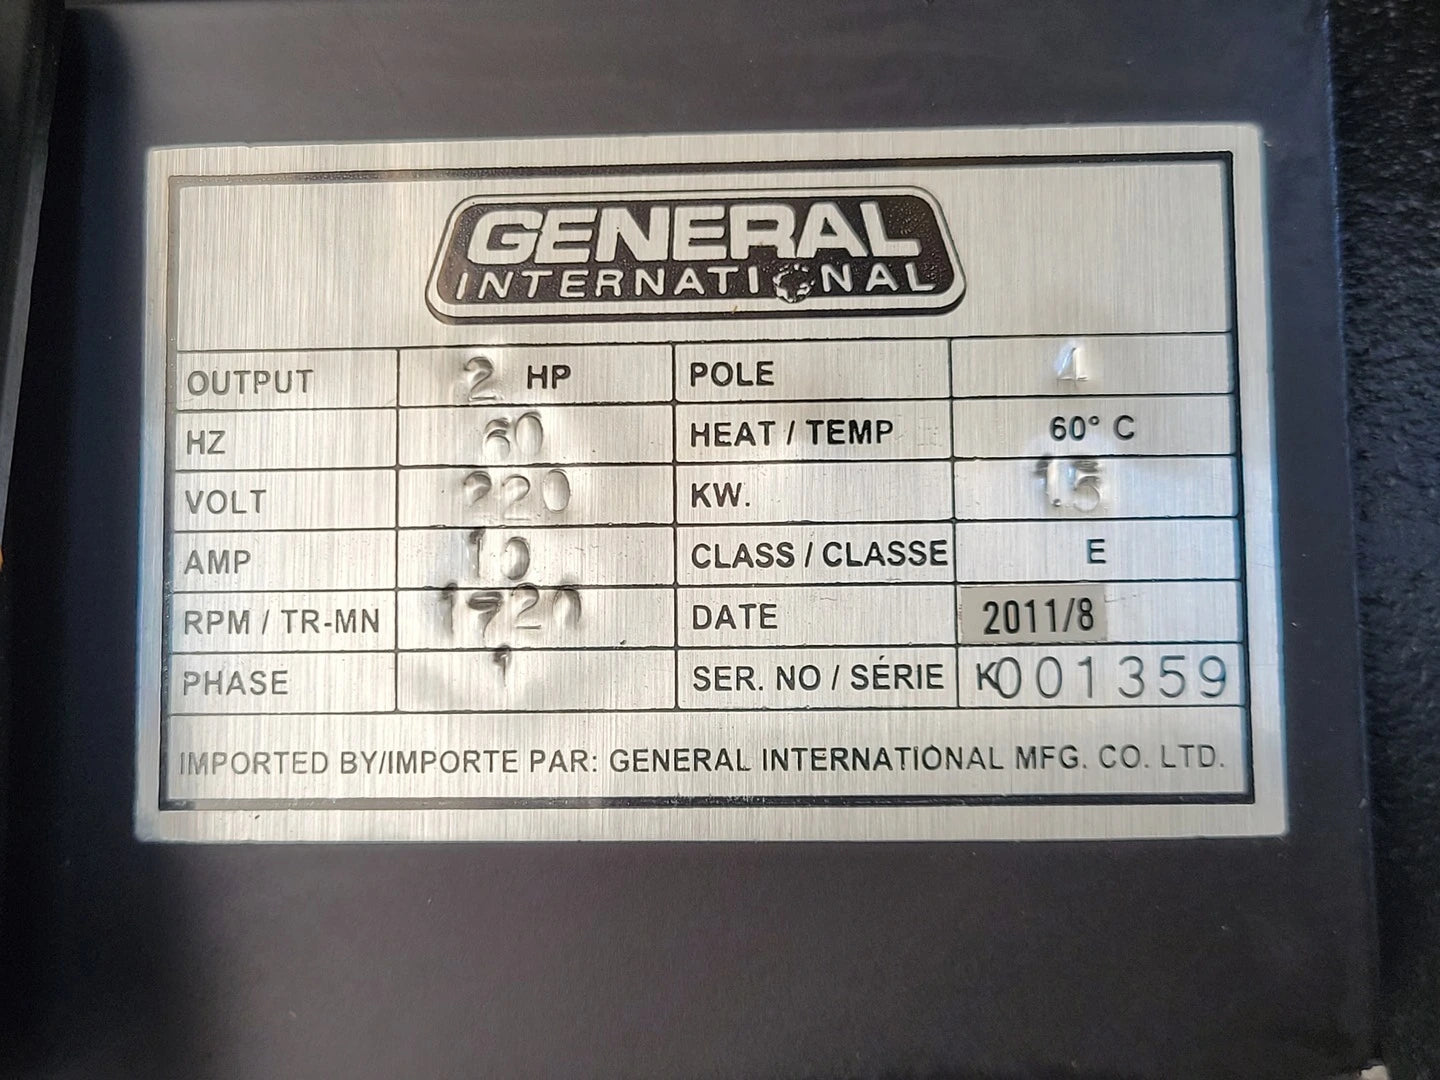 GENERAL
INTERNATIONAL
OUTPUT 2 HP POLE 4
HZ 60 HEAT / TEMP 60° C
VOLT 220 KW. 1.5
AMP 10 CLASS / CLASSE E
RPM / TR-MN 1720 DATE 2011/8
PHASE 1 SER. NO / SÉRIE K001359
IMPORTED BY/IMPORTE PAR: GENERAL INTERNATIONAL MFG. CO. LTD.